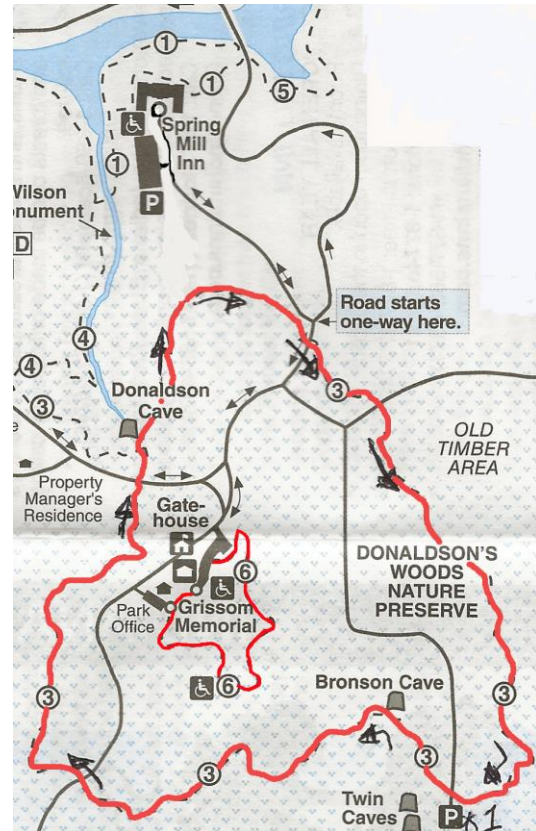 1
1
5
Spring
Mill
Inn
1
P
Wilson
onument
D
Road starts
one-way here.
4
4
3
Donaldson
Cave
3
OLD
TIMBER
AREA
Property
Manager's
Residence
Gate-
house
DONALDSON'S
WOODS
NATURE
PRESERVE
6
Park
Office
Grissom
Memorial
6
3
Bronson Cave
3
3
3
Twin
Caves
P